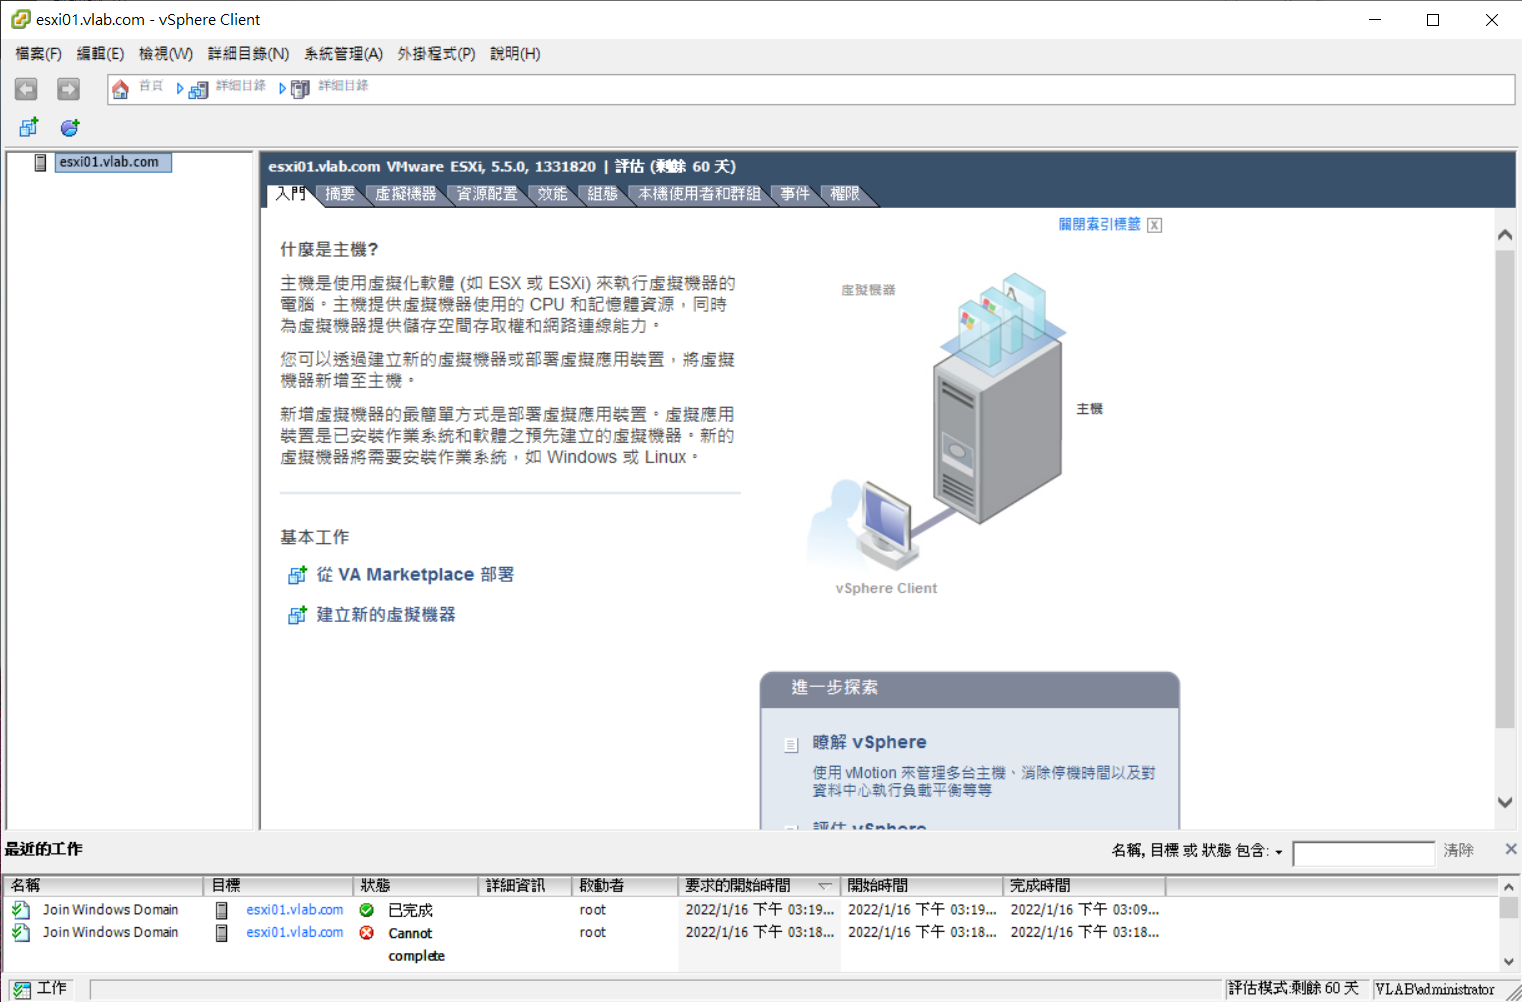 esxi01.vlab.com - vSphere Client
檔案(F) 編輯(E) 檢視(W) 詳細目錄(N) 系統管理(A) 外掛程式(P) 說明(H)
首頁 詳細目錄 詳細目錄
esxi01.vlab.com
esxi01.vlab.com VMware ESXi, 5.5.0, 1331820 | 評估 (剩餘 60 天)
入門 摘要 虛擬機器 資源配置 效能 組態 本機使用者和群組 事件 權限
關閉索引標籤 X
什麼是主機?
主機是使用虛擬化軟體 (如 ESX 或 ESXi) 來執行虛擬機器的
電腦。主機提供虛擬機器使用的 CPU 和記憶體資源，同時
為虛擬機器提供儲存空間存取權和網路連線能力。
您可以透過建立新的虛擬機器或部署虛擬應用裝置，將虛擬
機器新增至主機。
新增虛擬機器的最簡單方式是部署虛擬應用裝置。虛擬應用
裝置是已安裝作業系統和軟體之預先建立的虛擬機器。新的
虛擬機器將需要安裝作業系統，如 Windows 或 Linux。
基本工作
從 VA Marketplace 部署
建立新的虛擬機器
虛擬機器
主機
vSphere Client
進一步探索
瞭解 vSphere
使用 vMotion 來管理多台主機、消除停機時間以及對
資料中心執行負載平衡等等
評估 vSphere
最近的工作
名稱, 目標 或 狀態 包含: 清除
名稱 目標 狀態 詳細資訊 啟動者 要求的開始時間 開始時間 完成時間
Join Windows Domain esxi01.vlab.com 已完成 root 2022/1/16 下午 03:19... 2022/1/16 下午 03:19... 2022/1/16 下午 03:09...
Join Windows Domain esxi01.vlab.com Cannot root 2022/1/16 下午 03:18... 2022/1/16 下午 03:18... 2022/1/16 下午 03:18...
complete
工作 評估模式:剩餘 60 天 VLAB\administrator